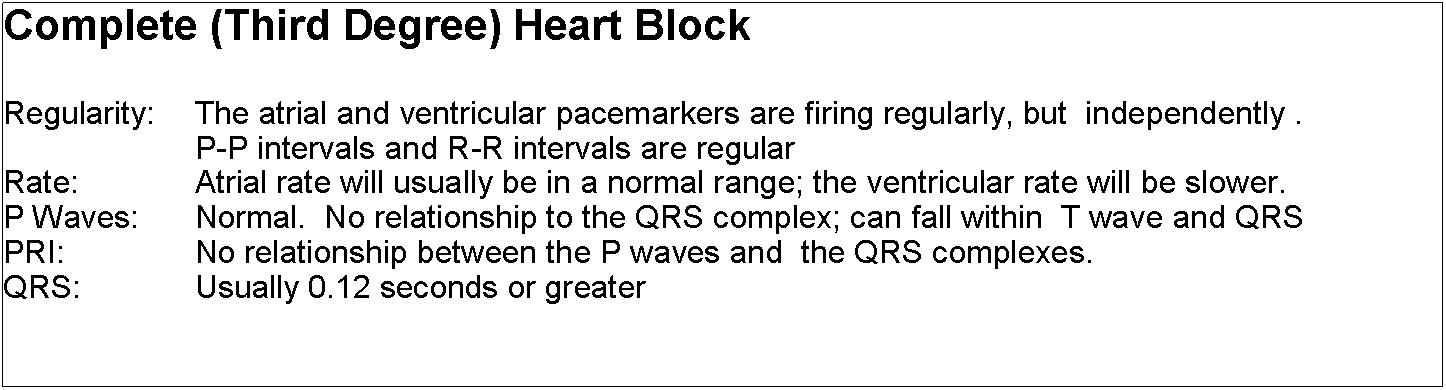 Complete (Third Degree) Heart Block
Regularity: The atrial and ventricular pacemarkers are firing regularly, but  independently .
P-P intervals and R-R intervals are regular
Rate: Atrial rate will usually be in a normal range; the ventricular rate will be slower.
P Waves: Normal.  No relationship to the QRS complex; can fall within  T wave and QRS
PRI: No relationship between the P waves and  the QRS complexes.
QRS: Usually 0.12 seconds or greater